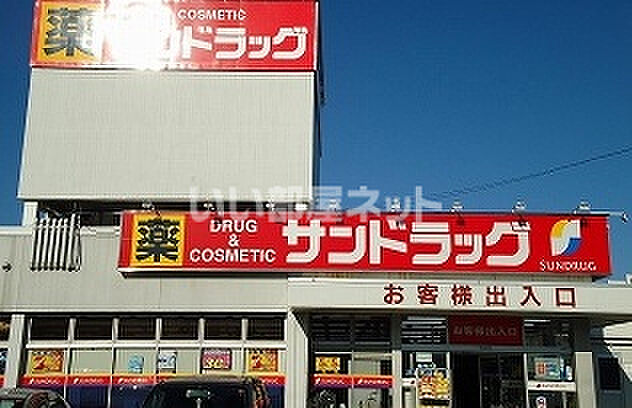 薬
COSMETIC
ンドラッグ
いい部屋ネット
薬
DRUG
&
COSMETIC
サンドラッグ
SUNDRUG
お客様出入口
お客様出入口